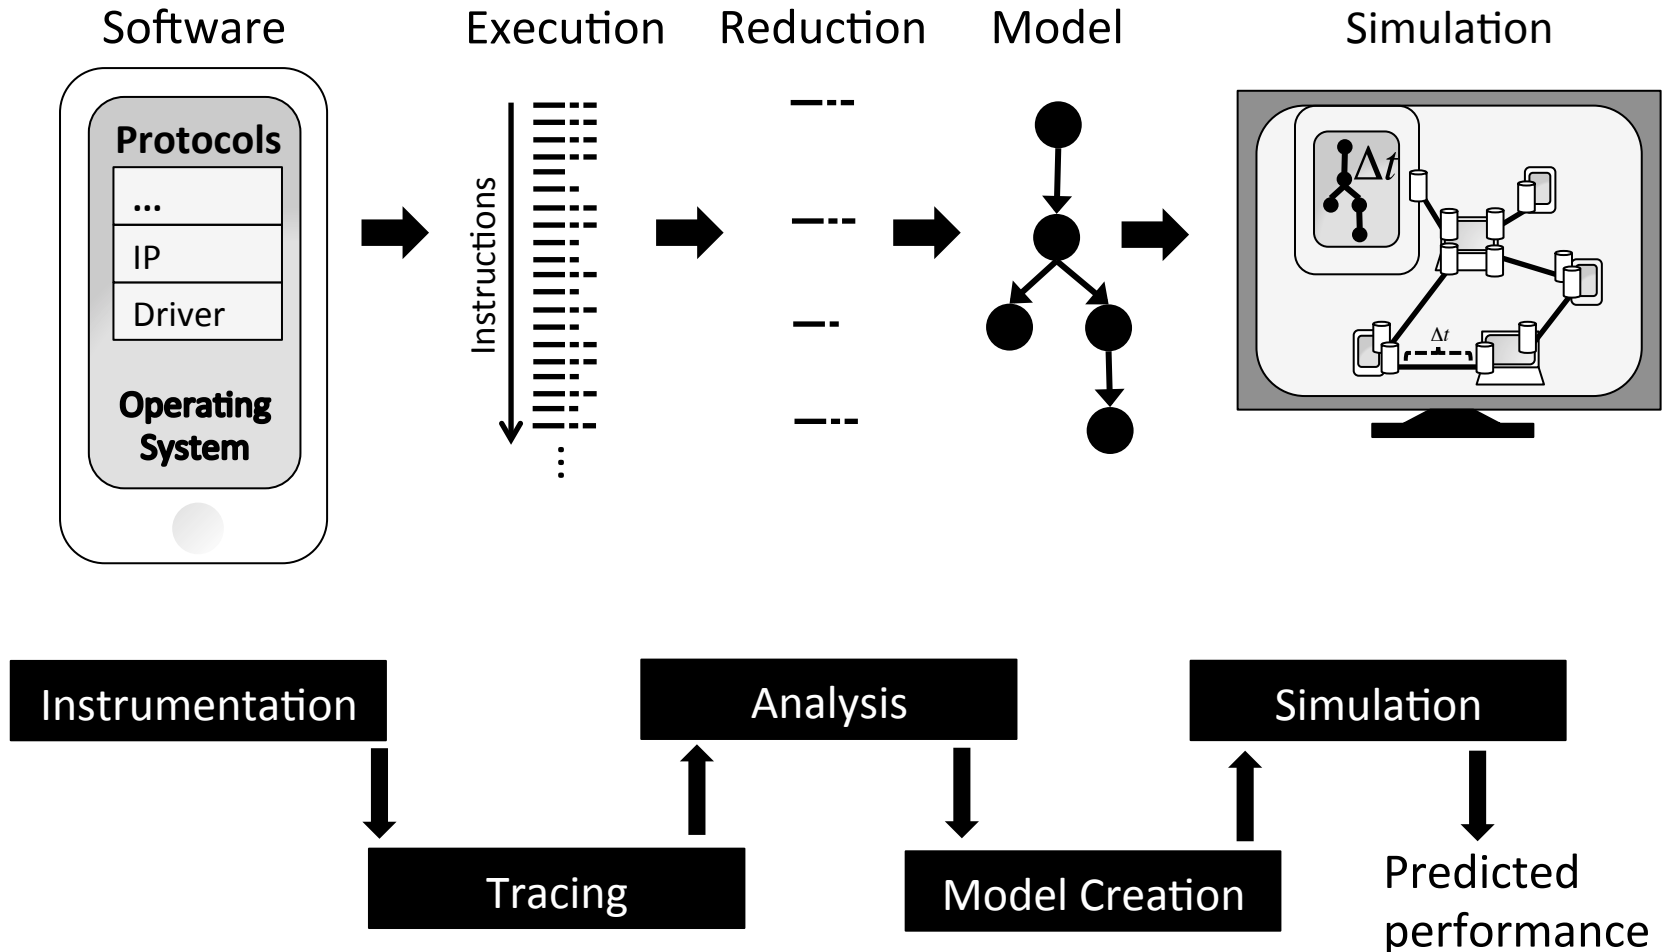 Software
Execution
Reduction
Model
Simulation
Protocols
...
IP
Driver
Operating
System
Instructions
Δt
Δt
Instrumentation
Analysis
Simulation
Tracing
Model Creation
Predicted
performance